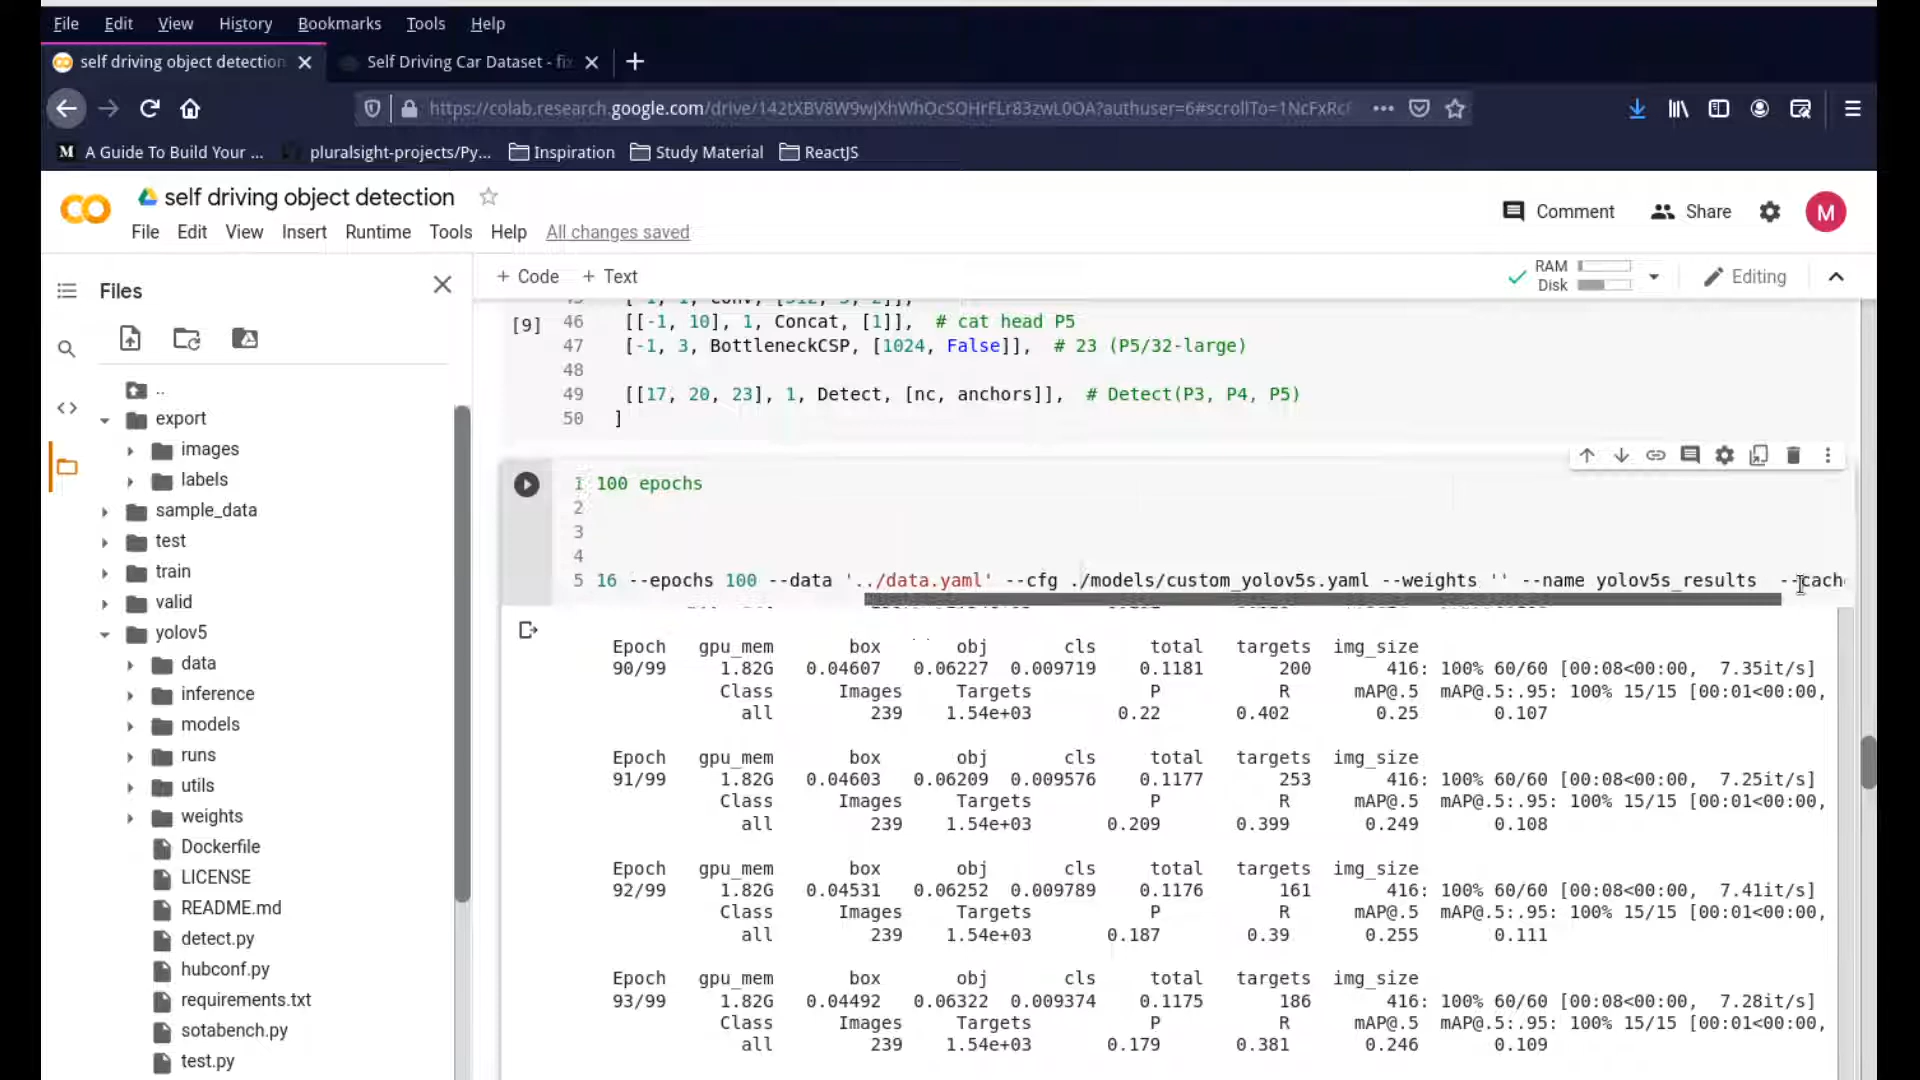 File Edit View History Bookmarks Tools Help
self driving object detection Self Driving Car Dataset - fix
https://colab.research.google.com/drive/142tXBV8W9wJXhWhOcSOHrFLr83zwL0OA?authuser=6#scrollTo=1NcFxRcF
M A Guide To Build Your ... pluralsight-projects/Py... Inspiration Study Material ReactJS
self driving object detection
Comment Share M
File Edit View Insert Runtime Tools Help All changes saved
+ Code + Text RAM Disk Editing
Files
..
export
images
labels
sample_data
test
train
valid
yolov5
data
inference
models
runs
utils
weights
Dockerfile
LICENSE
README.md
detect.py
hubconf.py
requirements.txt
sotabench.py
test.py
[9] 46 [[-1, 10], 1, Concat, [1]], # cat head P5
47 [-1, 3, BottleneckCSP, [1024, False]], # 23 (P5/32-large)
48
49 [[17, 20, 23], 1, Detect, [nc, anchors]], # Detect(P3, P4, P5)
50 ]
1 100 epochs
2
3
4
5 16 --epochs 100 --data '../data.yaml' --cfg ./models/custom_yolov5s.yaml --weights '' --name yolov5s_results --cach
Epoch gpu_mem box obj cls total targets img_size
90/99 1.82G 0.04607 0.06227 0.009719 0.1181 200 416: 100% 60/60 [00:08<00:00, 7.35it/s]
Class Images Targets P R mAP@.5 mAP@.5:.95: 100% 15/15 [00:01<00:00,
all 239 1.54e+03 0.22 0.402 0.25 0.107
Epoch gpu_mem box obj cls total targets img_size
91/99 1.82G 0.04603 0.06209 0.009576 0.1177 253 416: 100% 60/60 [00:08<00:00, 7.25it/s]
Class Images Targets P R mAP@.5 mAP@.5:.95: 100% 15/15 [00:01<00:00,
all 239 1.54e+03 0.209 0.399 0.249 0.108
Epoch gpu_mem box obj cls total targets img_size
92/99 1.82G 0.04531 0.06252 0.009789 0.1176 161 416: 100% 60/60 [00:08<00:00, 7.41it/s]
Class Images Targets P R mAP@.5 mAP@.5:.95: 100% 15/15 [00:01<00:00,
all 239 1.54e+03 0.187 0.39 0.255 0.111
Epoch gpu_mem box obj cls total targets img_size
93/99 1.82G 0.04492 0.06322 0.009374 0.1175 186 416: 100% 60/60 [00:08<00:00, 7.28it/s]
Class Images Targets P R mAP@.5 mAP@.5:.95: 100% 15/15 [00:01<00:00,
all 239 1.54e+03 0.179 0.381 0.246 0.109